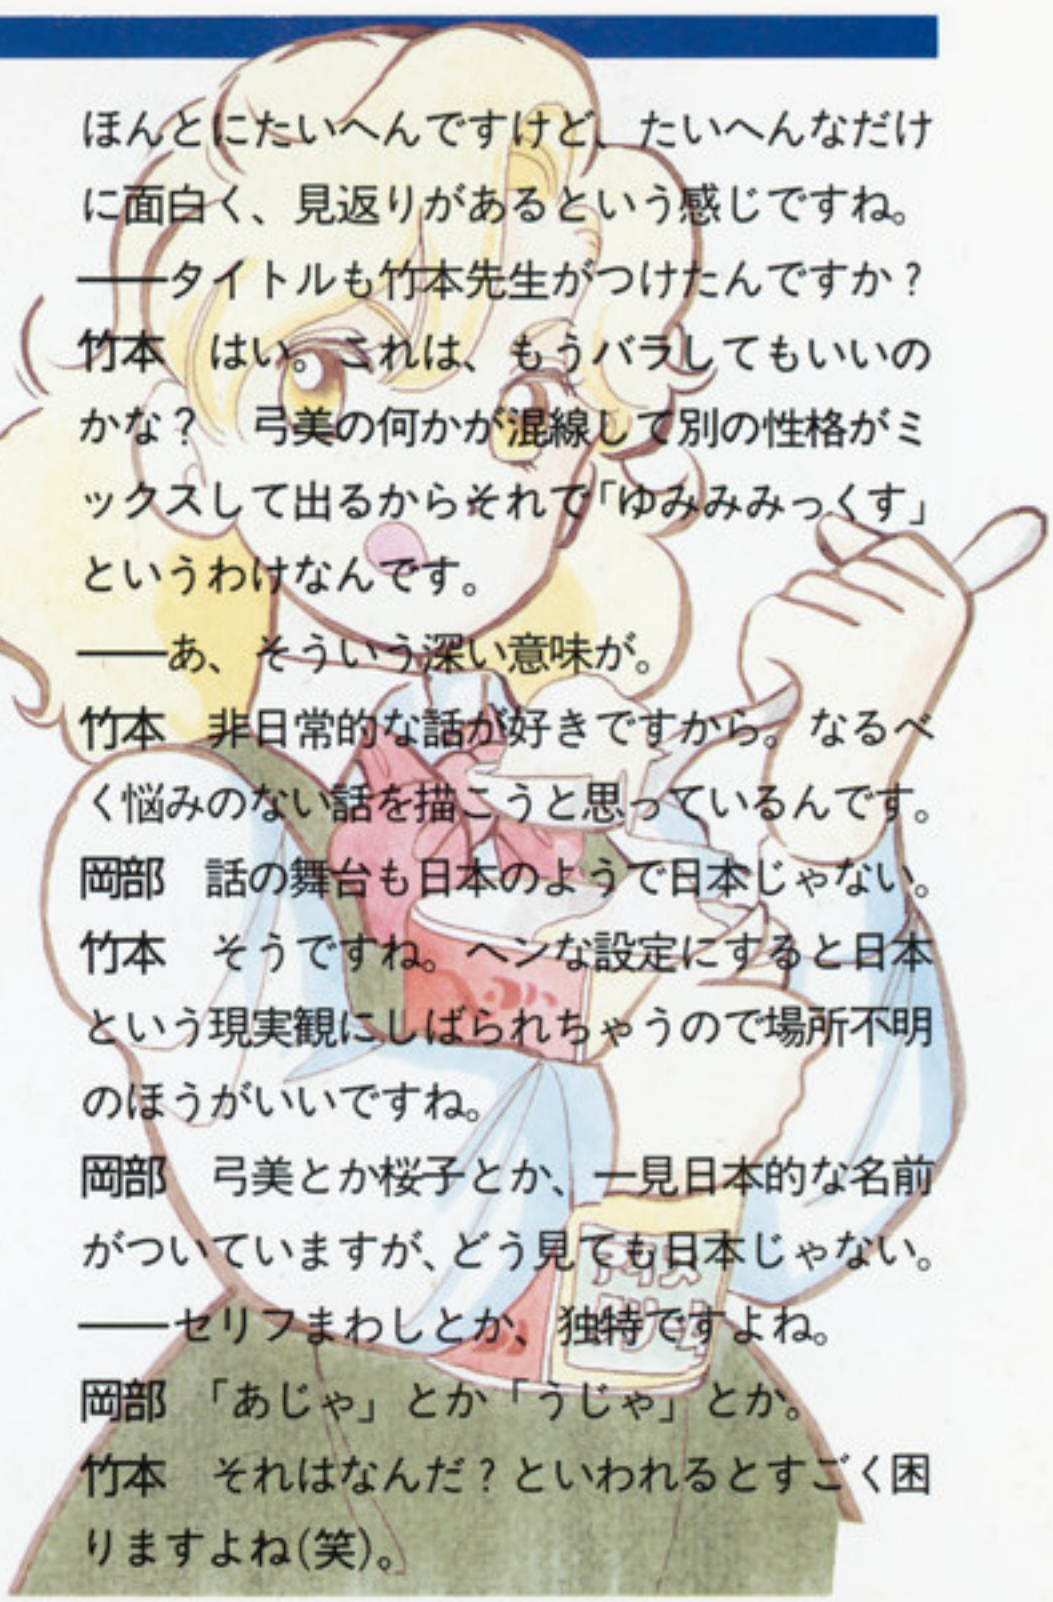 ほんとにたいへんですけど、たいへんなだけ
に面白く、見返りがあるという感じですね。
――タイトルも竹本先生がつけたんですか?
竹本　はい。これは、もうバラしてもいいの
かな?　弓美の何かが混線して別の性格がミ
ックスして出るからそれで「ゆみみみっくす」
というわけなんです。
――あ、そういう深い意味が。
竹本　非日常的な話が好きですから。なるべ
く悩みのない話を描こうと思っているんです。
岡部　話の舞台も日本のようで日本じゃない。
竹本　そうですね。ヘンな設定にすると日本
という現実観にしばられちゃうので場所不明
のほうがいいですね。
岡部　弓美とか桜子とか、一見日本的な名前
がついていますが、どう見ても日本じゃない。
――セリフまわしとか、独特ですよね。
岡部　「あじゃ」とか「うじゃ」とか。
竹本　それはなんだ?といわれるとすごく困
りますよね(笑)。